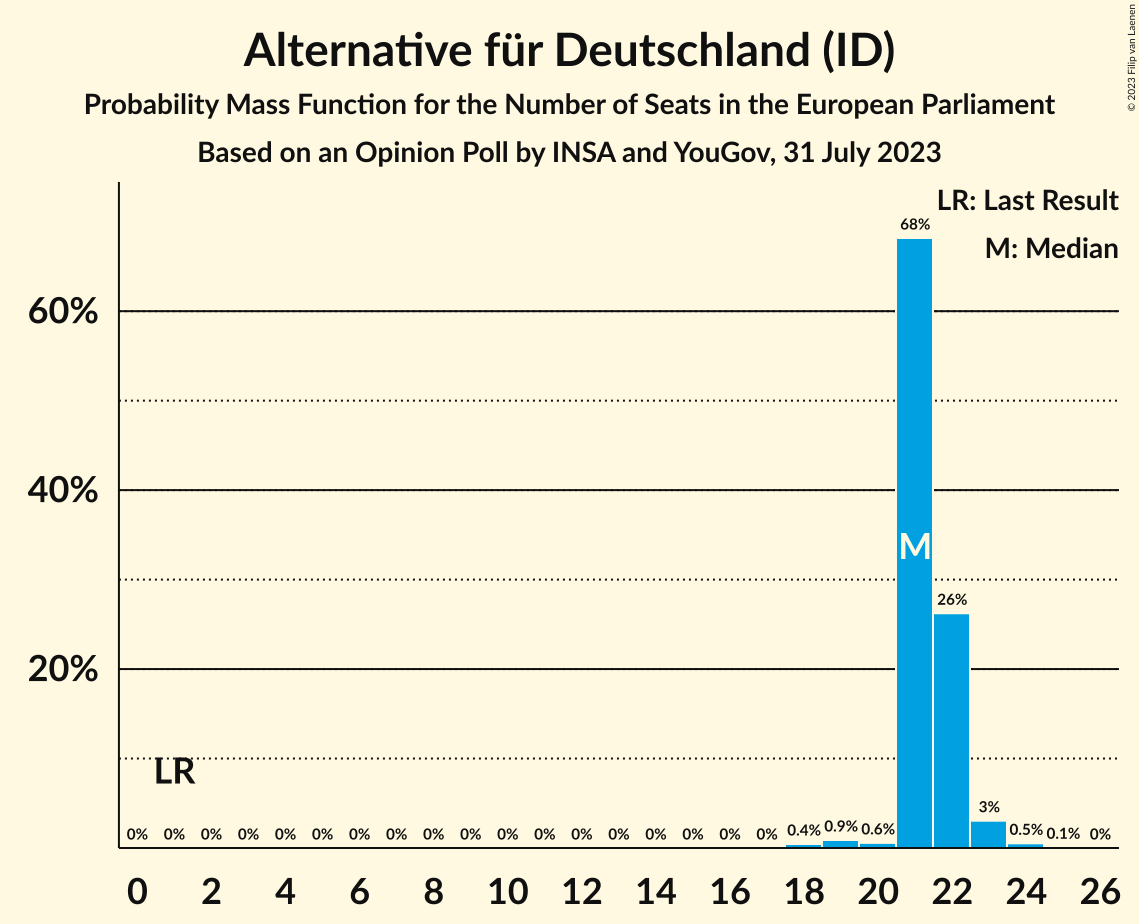 Alternative für Deutschland (ID)
Probability Mass Function for the Number of Seats in the European Parliament
Based on an Opinion Poll by INSA and YouGov, 31 July 2023
© 2023 Filip van Laenen
LR: Last Result
M: Median
68%
60%
40%
M
26%
20%
LR
3%
0% 0% 0% 0% 0% 0% 0% 0% 0% 0% 0% 0% 0% 0% 0% 0% 0% 0% 0.4% 0.9% 0.6% 0.5% 0.1% 0%
0 2 4 6 8 10 12 14 16 18 20 22 24 26